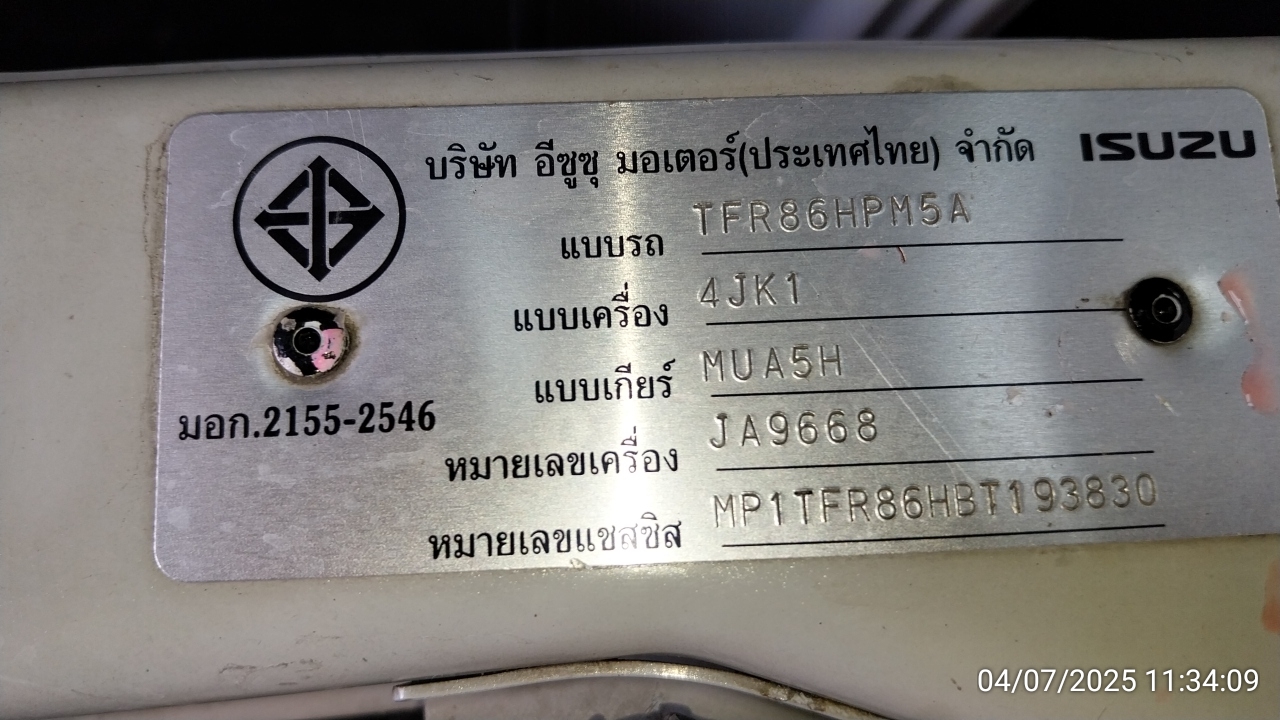 บริษัท อีซูซุ มอเตอร์(ประเทศไทย) จำกัด ISUZU
แบบรถ TFR86HPM5A
แบบเครื่อง 4JK1
แบบเกียร์ MUA5H
มอก.2155-2546
หมายเลขเครื่อง JA9668
หมายเลขแชสซิส MP1TFR86HBT193830
04/07/2025 11:34:09